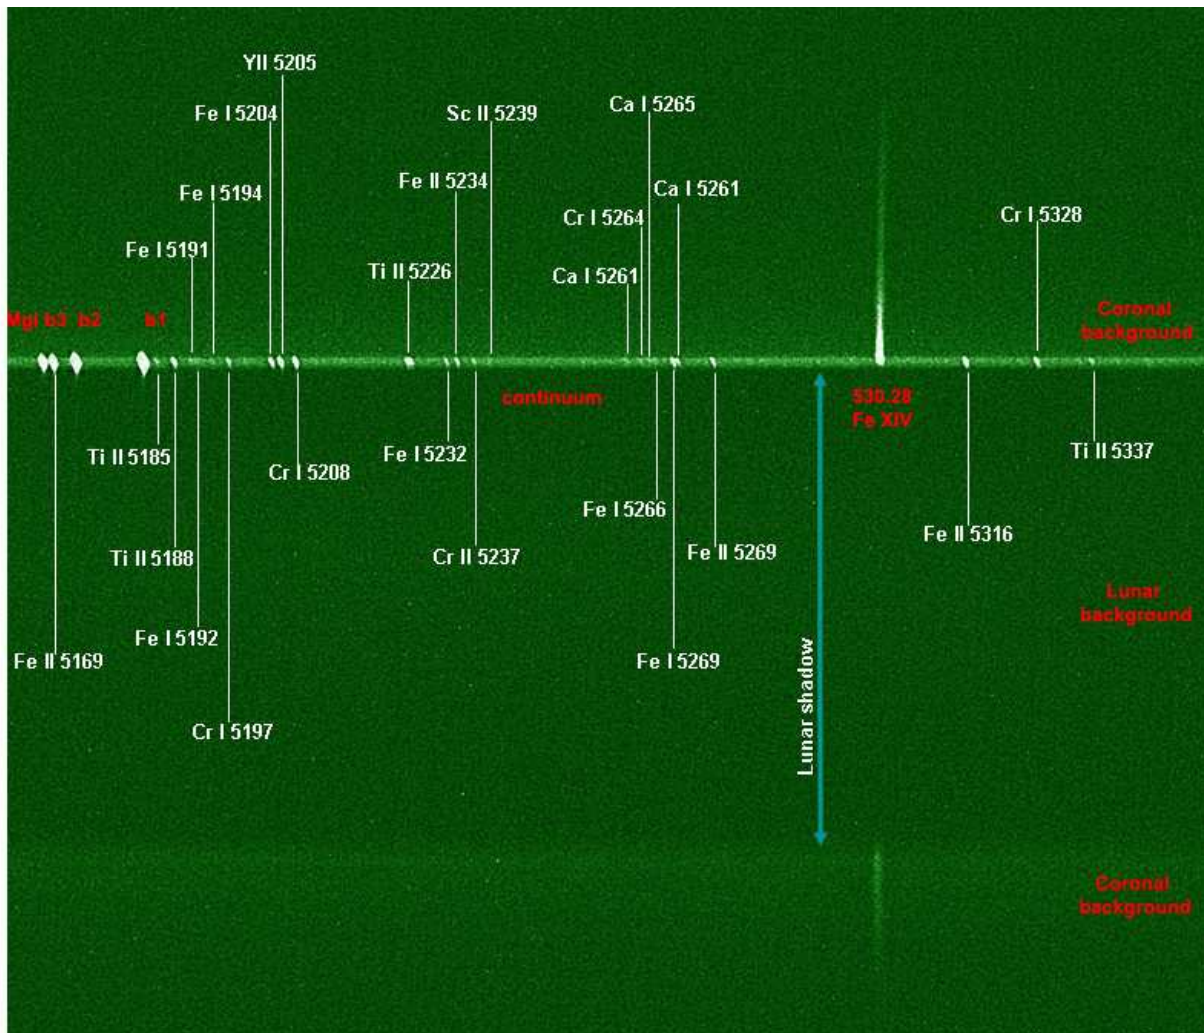 YII 5205
Fe I 5204
Sc II 5239
Ca I 5265
Fe I 5194
Fe II 5234
Ca I 5261
Cr I 5264
Cr I 5328
Fe I 5191
Ti II 5226
Ca I 5261
MgI b3 b2 b1
Coronal
background
continuum
530.28
Fe XIV
Ti II 5185
Cr I 5208
Fe I 5232
Ti II 5337
Fe I 5266
Fe II 5316
Ti II 5188
Cr II 5237
Fe II 5269
Lunar
background
Fe I 5192
Fe II 5169
Fe I 5269
Cr I 5197
Lunar shadow
Coronal
background